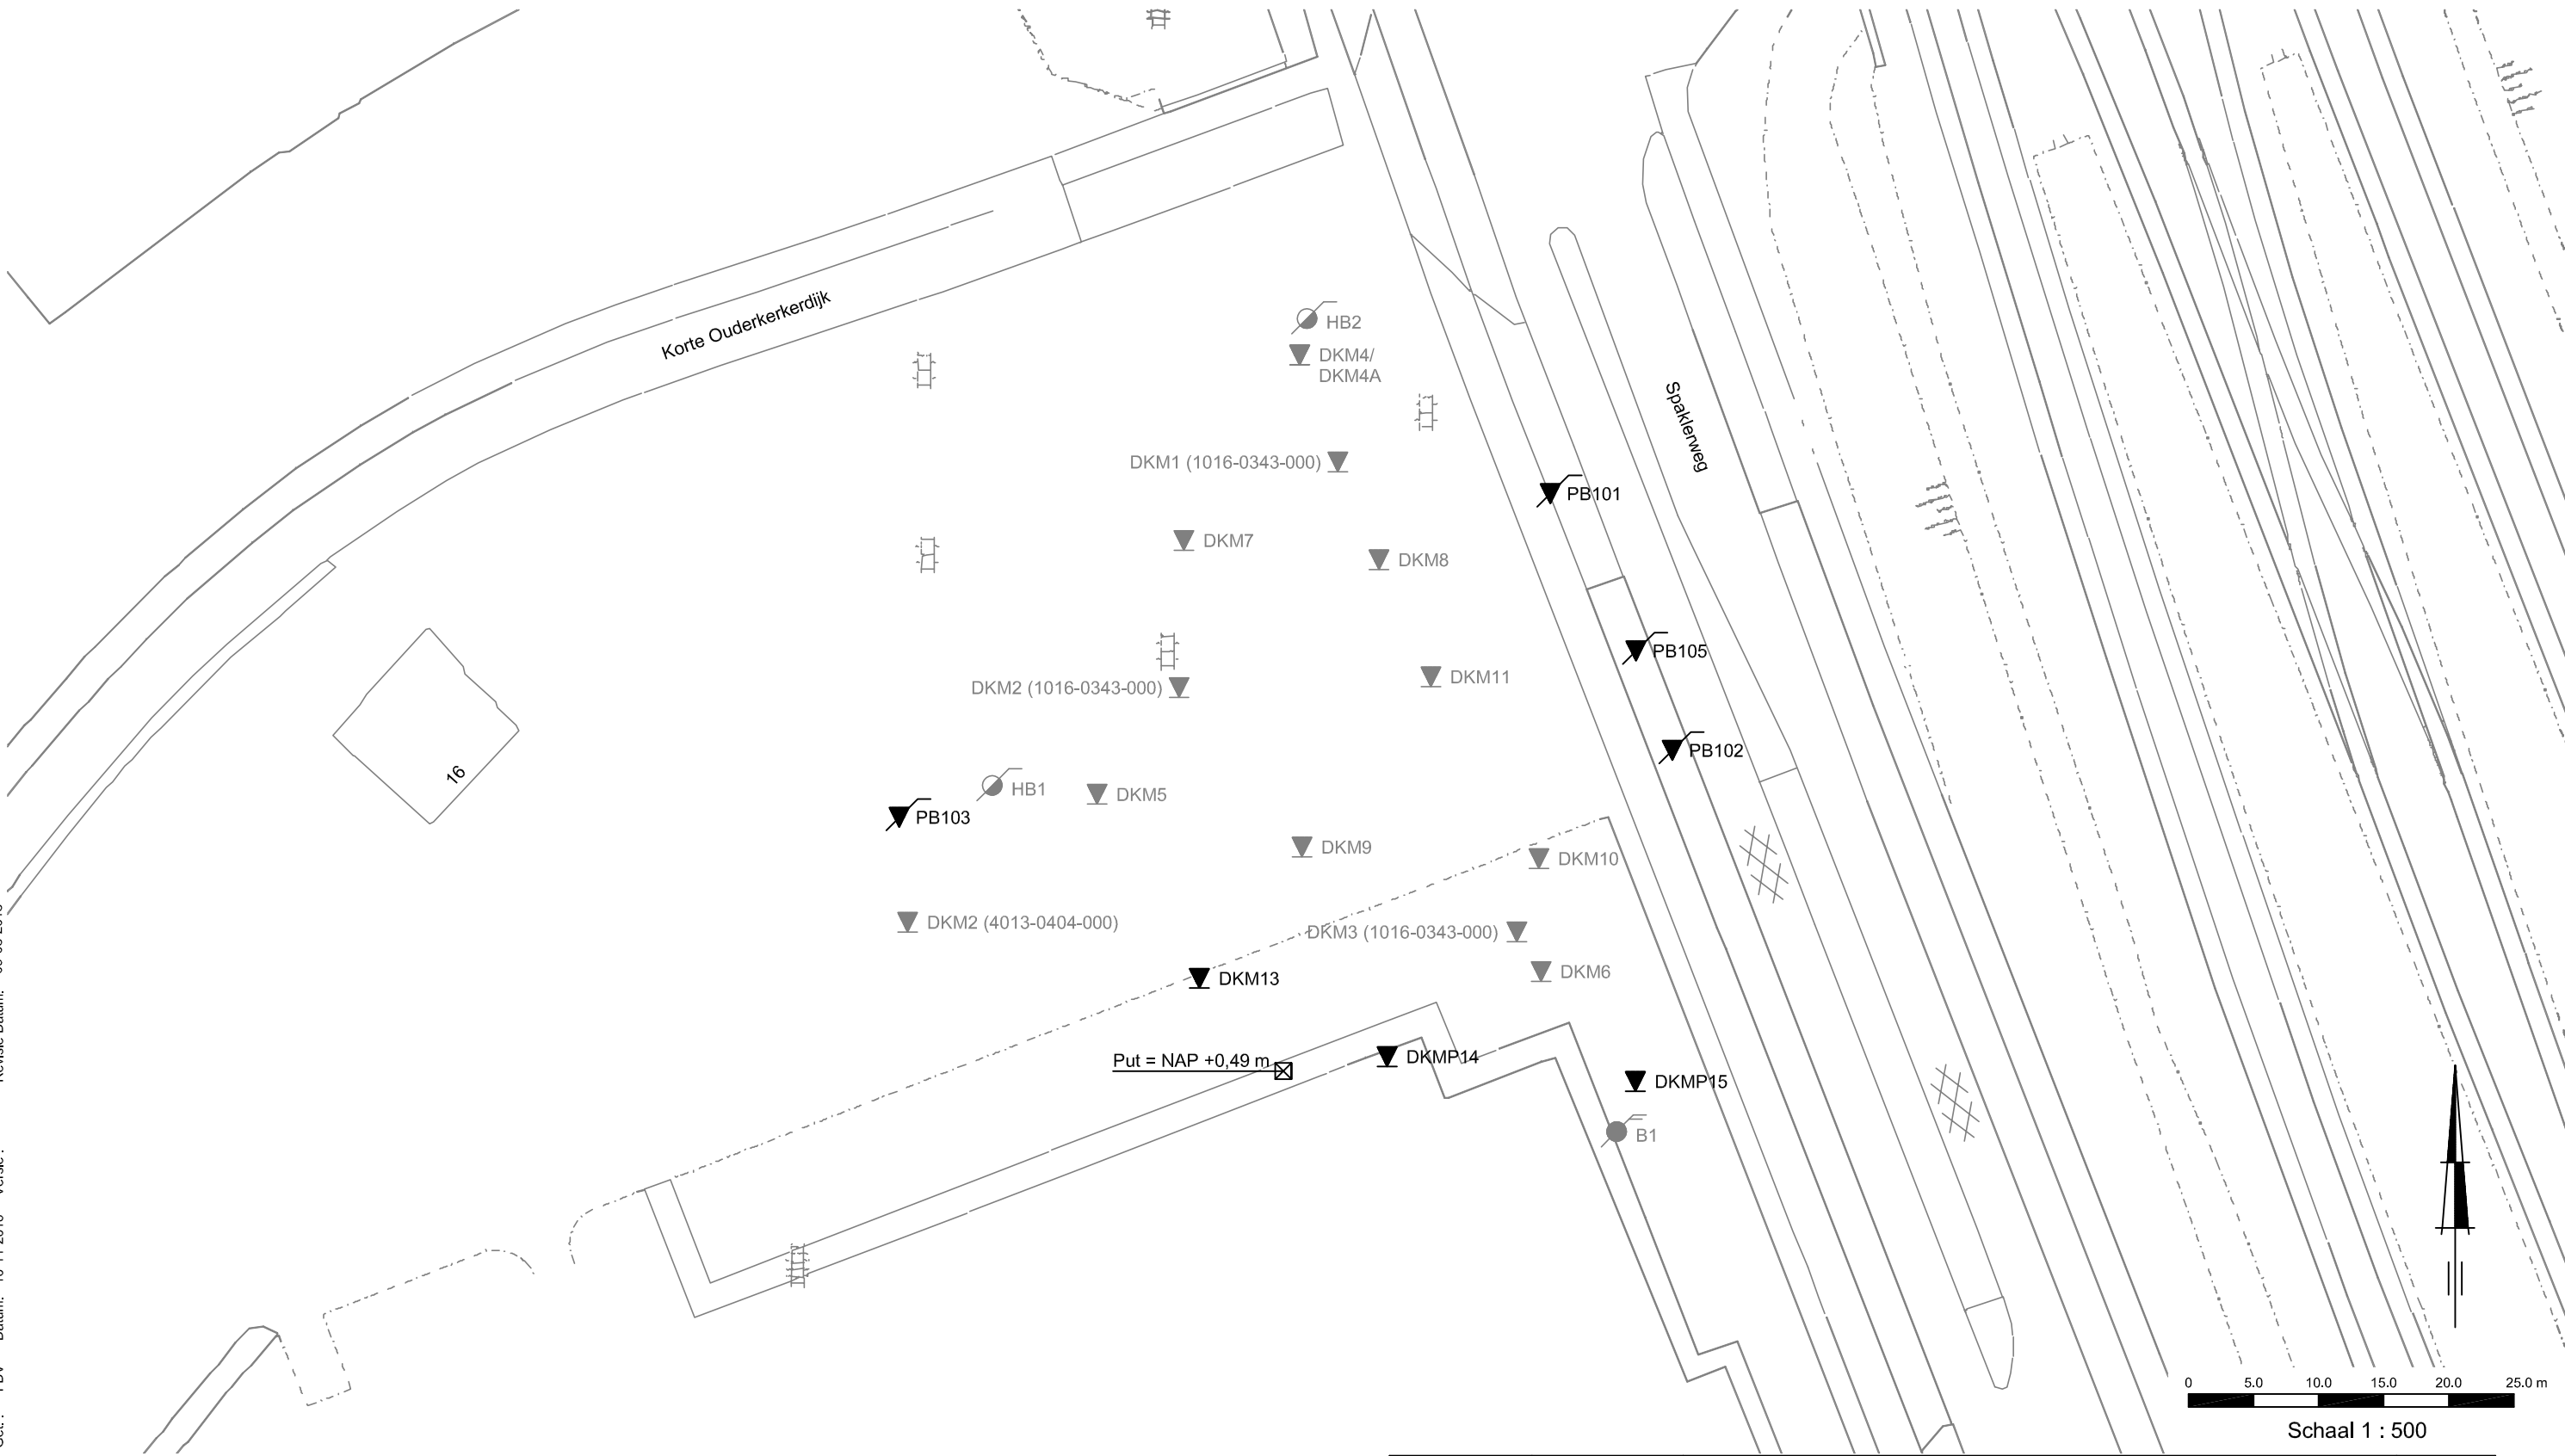 Korte Ouderkerkerdijk
HB2
DKM4/
DKM4A
Spaklerweg
DKM1 (1016-0343-000)
PB101
DKM7
DKM8
PB105
DKM11
DKM2 (1016-0343-000)
PB102
16
HB1
DKM5
PB103
DKM9
DKM10
DKM2 (4013-0404-000)
DKM3 (1016-0343-000)
DKM6
DKM13
Put = NAP +0,49 m
DKMP14
DKMP15
B1
0 5.0 10.0 15.0 20.0 25.0 m
Schaal 1 : 500